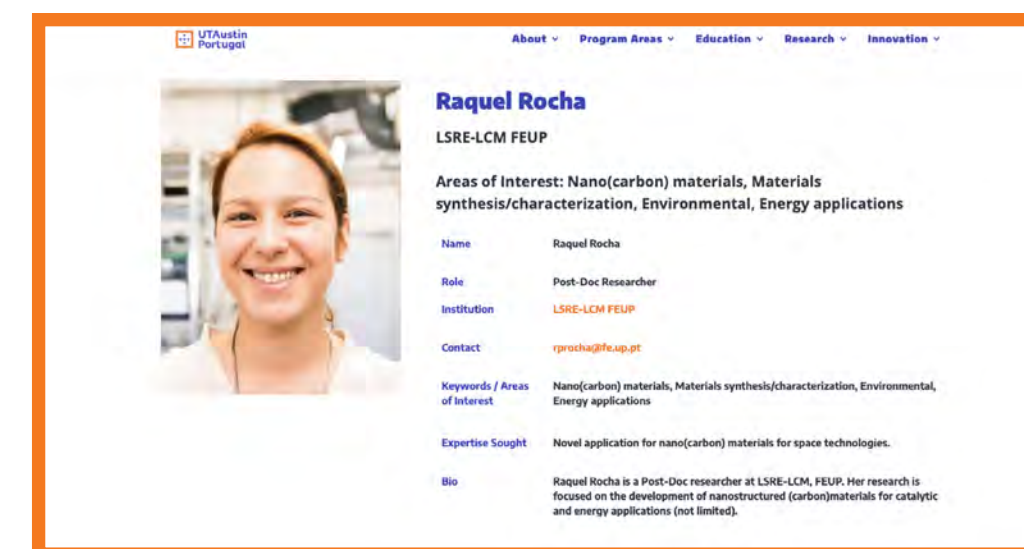 UTAustin
Portugal
About
Program Areas
Education
Research
Innovation
Raquel Rocha
LSRE-LCM FEUP
Areas of Interest: Nano(carbon) materials, Materials
synthesis/characterization, Environmental, Energy applications
Name Raquel Rocha
Role Post-Doc Researcher
Institution LSRE-LCM FEUP
Contact rprocha@fe.up.pt
Keywords / Areas Nano(carbon) materials, Materials synthesis/characterization, Environmental,
of Interest Energy applications
Expertise Sought Novel application for nano(carbon) materials for space technologies.
Bio Raquel Rocha is a Post-Doc researcher at LSRE-LCM, FEUP. Her research is
focused on the development of nanostructured (carbon)materials for catalytic
and energy applications (not limited).